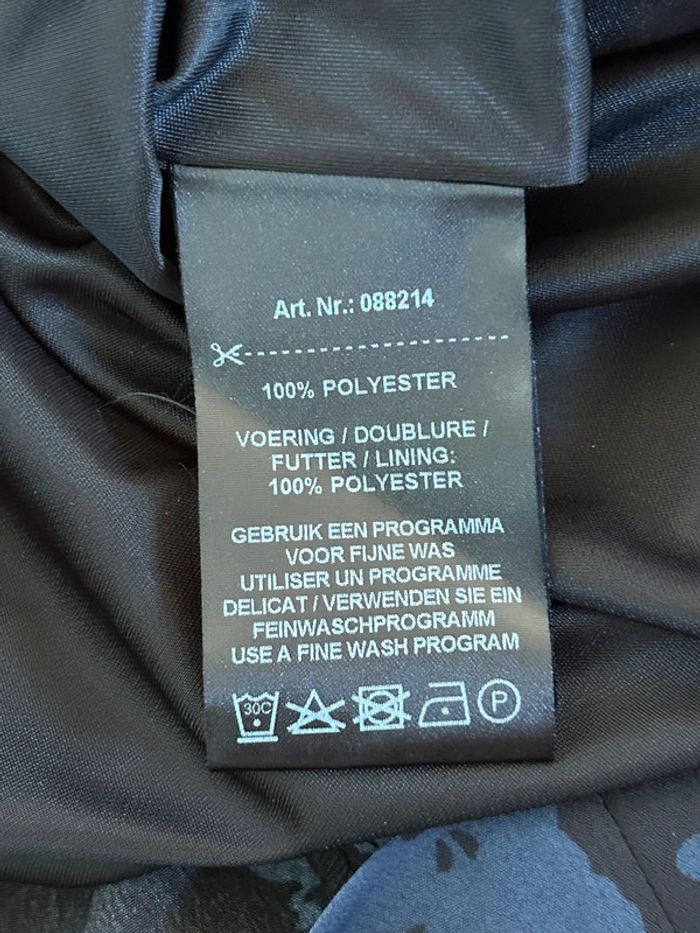 Art. Nr.: 088214
100% POLYESTER
VOERING / DOUBLURE /
FUTTER / LINING:
100% POLYESTER
GEBRUIK EEN PROGRAMMA
VOOR FIJNE WAS
UTILISER UN PROGRAMME
DELICAT / VERWENDEN SIE EIN
FEINWASCHPROGRAMM
USE A FINE WASH PROGRAM
30C P